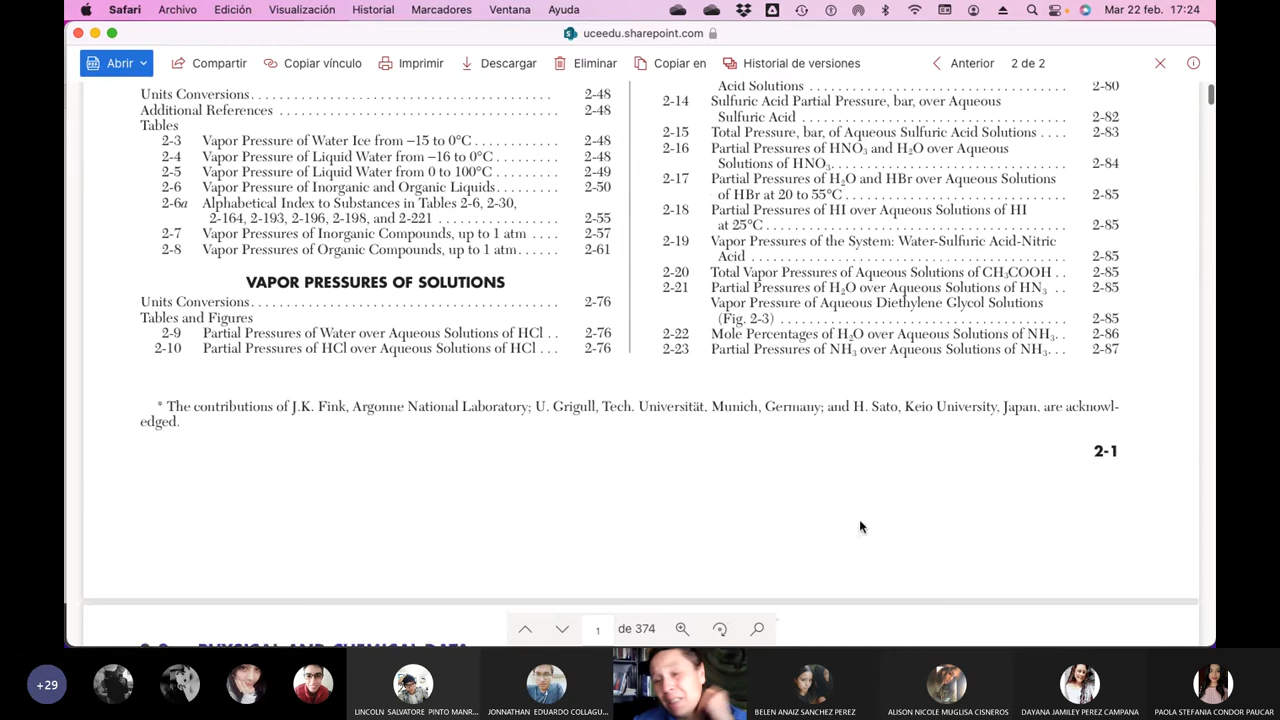 Safari Archivo Edición Visualización Historial Marcadores Ventana Ayuda Mar 22 feb. 17:24
uceedu.sharepoint.com
Abrir Compartir Copiar vínculo Imprimir Descargar Eliminar Copiar en Historial de versiones Anterior 2 de 2
Units Conversions. . . . . . . . . . . . . . . . . . . . 2-48
Additional References . . . . . . . . . . . . . . . . . . . . 2-48
Tables
2-3 Vapor Pressure of Water Ice from −15 to 0°C . . . . . . . . . . 2-48
2-4 Vapor Pressure of Liquid Water from −16 to 0°C . . . . . . . . 2-48
2-5 Vapor Pressure of Liquid Water from 0 to 100°C . . . . . . . . 2-49
2-6 Vapor Pressure of Inorganic and Organic Liquids. . . . . . . . . 2-50
2-6a Alphabetical Index to Substances in Tables 2-6, 2-30,
2-164, 2-193, 2-196, 2-198, and 2-221 . . . . . . . . . . . . . . . . 2-55
2-7 Vapor Pressures of Inorganic Compounds, up to 1 atm . . . . 2-57
2-8 Vapor Pressures of Organic Compounds, up to 1 atm. . . . . . 2-61
VAPOR PRESSURES OF SOLUTIONS
Units Conversions. . . . . . . . . . . . . . . . . . . . 2-76
Tables and Figures
2-9 Partial Pressures of Water over Aqueous Solutions of HCl . . 2-76
2-10 Partial Pressures of HCl over Aqueous Solutions of HCl . . . 2-76
Acid Solutions . . . . . . . . . . . . . . . . . . . . 2-80
2-14 Sulfuric Acid Partial Pressure, bar, over Aqueous
Sulfuric Acid . . . . . . . . . . . . . . . . . . . . 2-82
2-15 Total Pressure, bar, of Aqueous Sulfuric Acid Solutions . . . . 2-83
2-16 Partial Pressures of HNO₃ and H₂O over Aqueous
Solutions of HNO₃. . . . . . . . . . . . . . . . . . . . 2-84
2-17 Partial Pressures of H₂O and HBr over Aqueous Solutions
of HBr at 20 to 55°C . . . . . . . . . . . . . . . . . . . . 2-85
2-18 Partial Pressures of HI over Aqueous Solutions of HI
at 25°C . . . . . . . . . . . . . . . . . . . . 2-85
2-19 Vapor Pressures of the System: Water-Sulfuric Acid-Nitric
Acid . . . . . . . . . . . . . . . . . . . . 2-85
2-20 Total Vapor Pressures of Aqueous Solutions of CH₃COOH . . 2-85
2-21 Partial Pressures of H₂O over Aqueous Solutions of HN₃ . . 2-85
Vapor Pressure of Aqueous Diethylene Glycol Solutions
(Fig. 2-3) . . . . . . . . . . . . . . . . . . . . 2-85
2-22 Mole Percentages of H₂O over Aqueous Solutions of NH₃. . 2-86
2-23 Partial Pressures of NH₃ over Aqueous Solutions of NH₃. . . 2-87
* The contributions of J.K. Fink, Argonne National Laboratory; U. Grigull, Tech. Universität. Munich, Germany; and H. Sato, Keio University, Japan, are acknowl-
edged.
2-1
1 de 374
PHYSICAL AND CHEMICAL DATA
+29 LINCOLN SALVATORE PINTO MANR... JONNATHAN EDUARDO COLLAGU... BELEN ANAIZ SANCHEZ PEREZ ALISON NICOLE MUGLISA CISNEROS DAYANA JAMILEY PEREZ CAMPANA PAOLA STEFANIA CONDOR PAUCAR